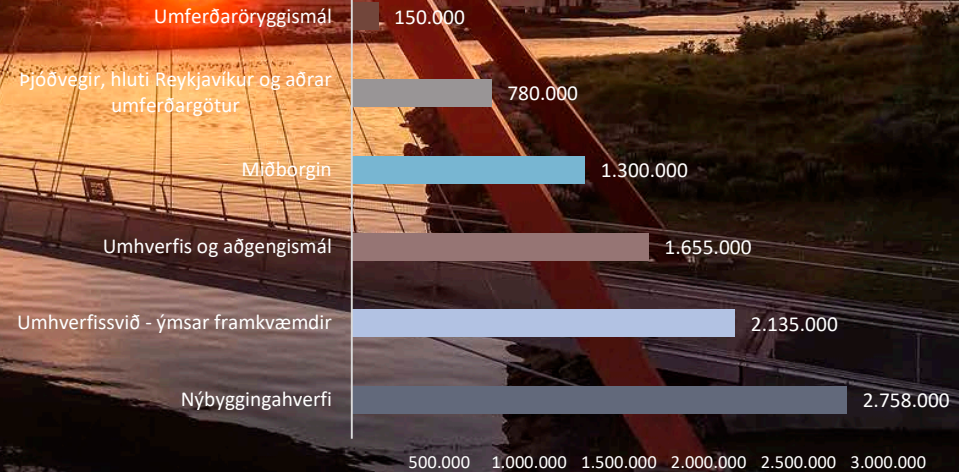 Umferðaröryggismál
150.000
Þjóðvegir, hluti Reykjavíkur og aðrar
umferðargötur
780.000
Miðborgin
1.300.000
Umhverfis og aðgengismál
1.655.000
Umhverfissvið - ýmsar framkvæmdir
2.135.000
Nýbyggingahverfi
2.758.000
500.000 1.000.000 1.500.000 2.000.000 2.500.000 3.000.000